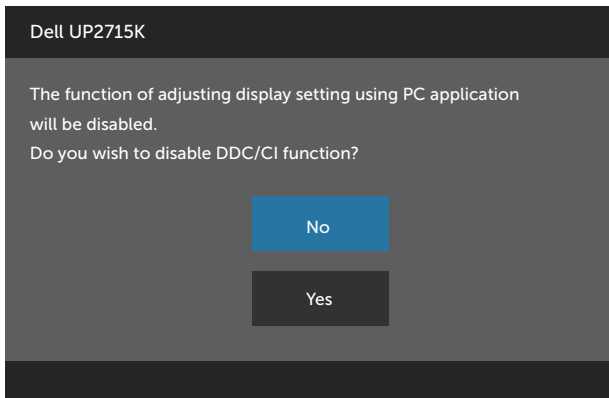 Dell UP2715K
The function of adjusting display setting using PC application
will be disabled.
Do you wish to disable DDC/CI function?
No
Yes